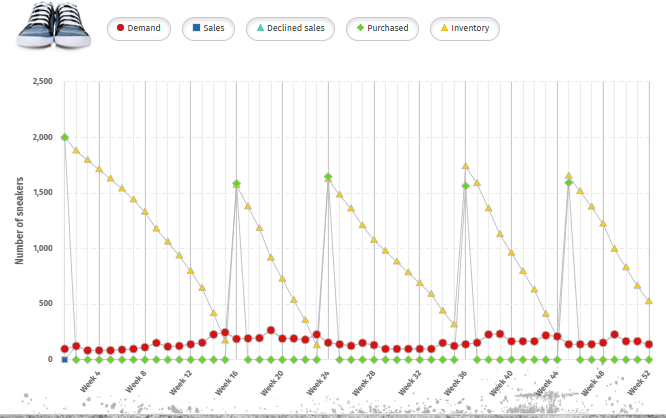 Demand Sales Declined sales Purchased Inventory
2,500
2,000
1,500
1,000
500
0
Number of sneakers
Week 4 Week 8 Week 12 Week 16 Week 20 Week 24 Week 28 Week 32 Week 36 Week 40 Week 44 Week 48 Week 52